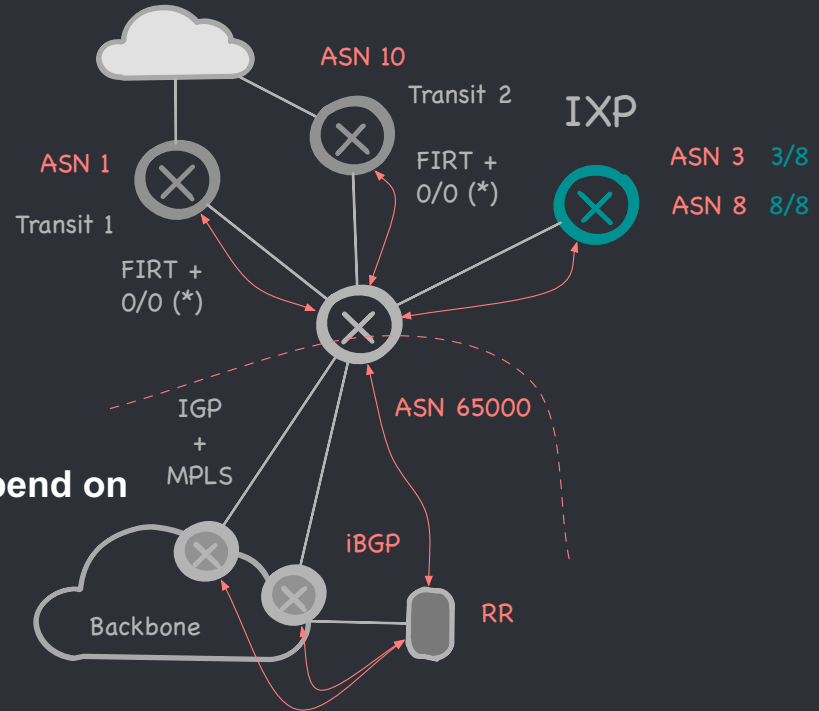 ASN 10
Transit 2
IXP
FIRT +
0/0 (*)
ASN 3 3/8
ASN 8 8/8
ASN 1
Transit 1
FIRT +
0/0 (*)
ASN 65000
IGP
+
MPLS
pend on
iBGP
RR
Backbone